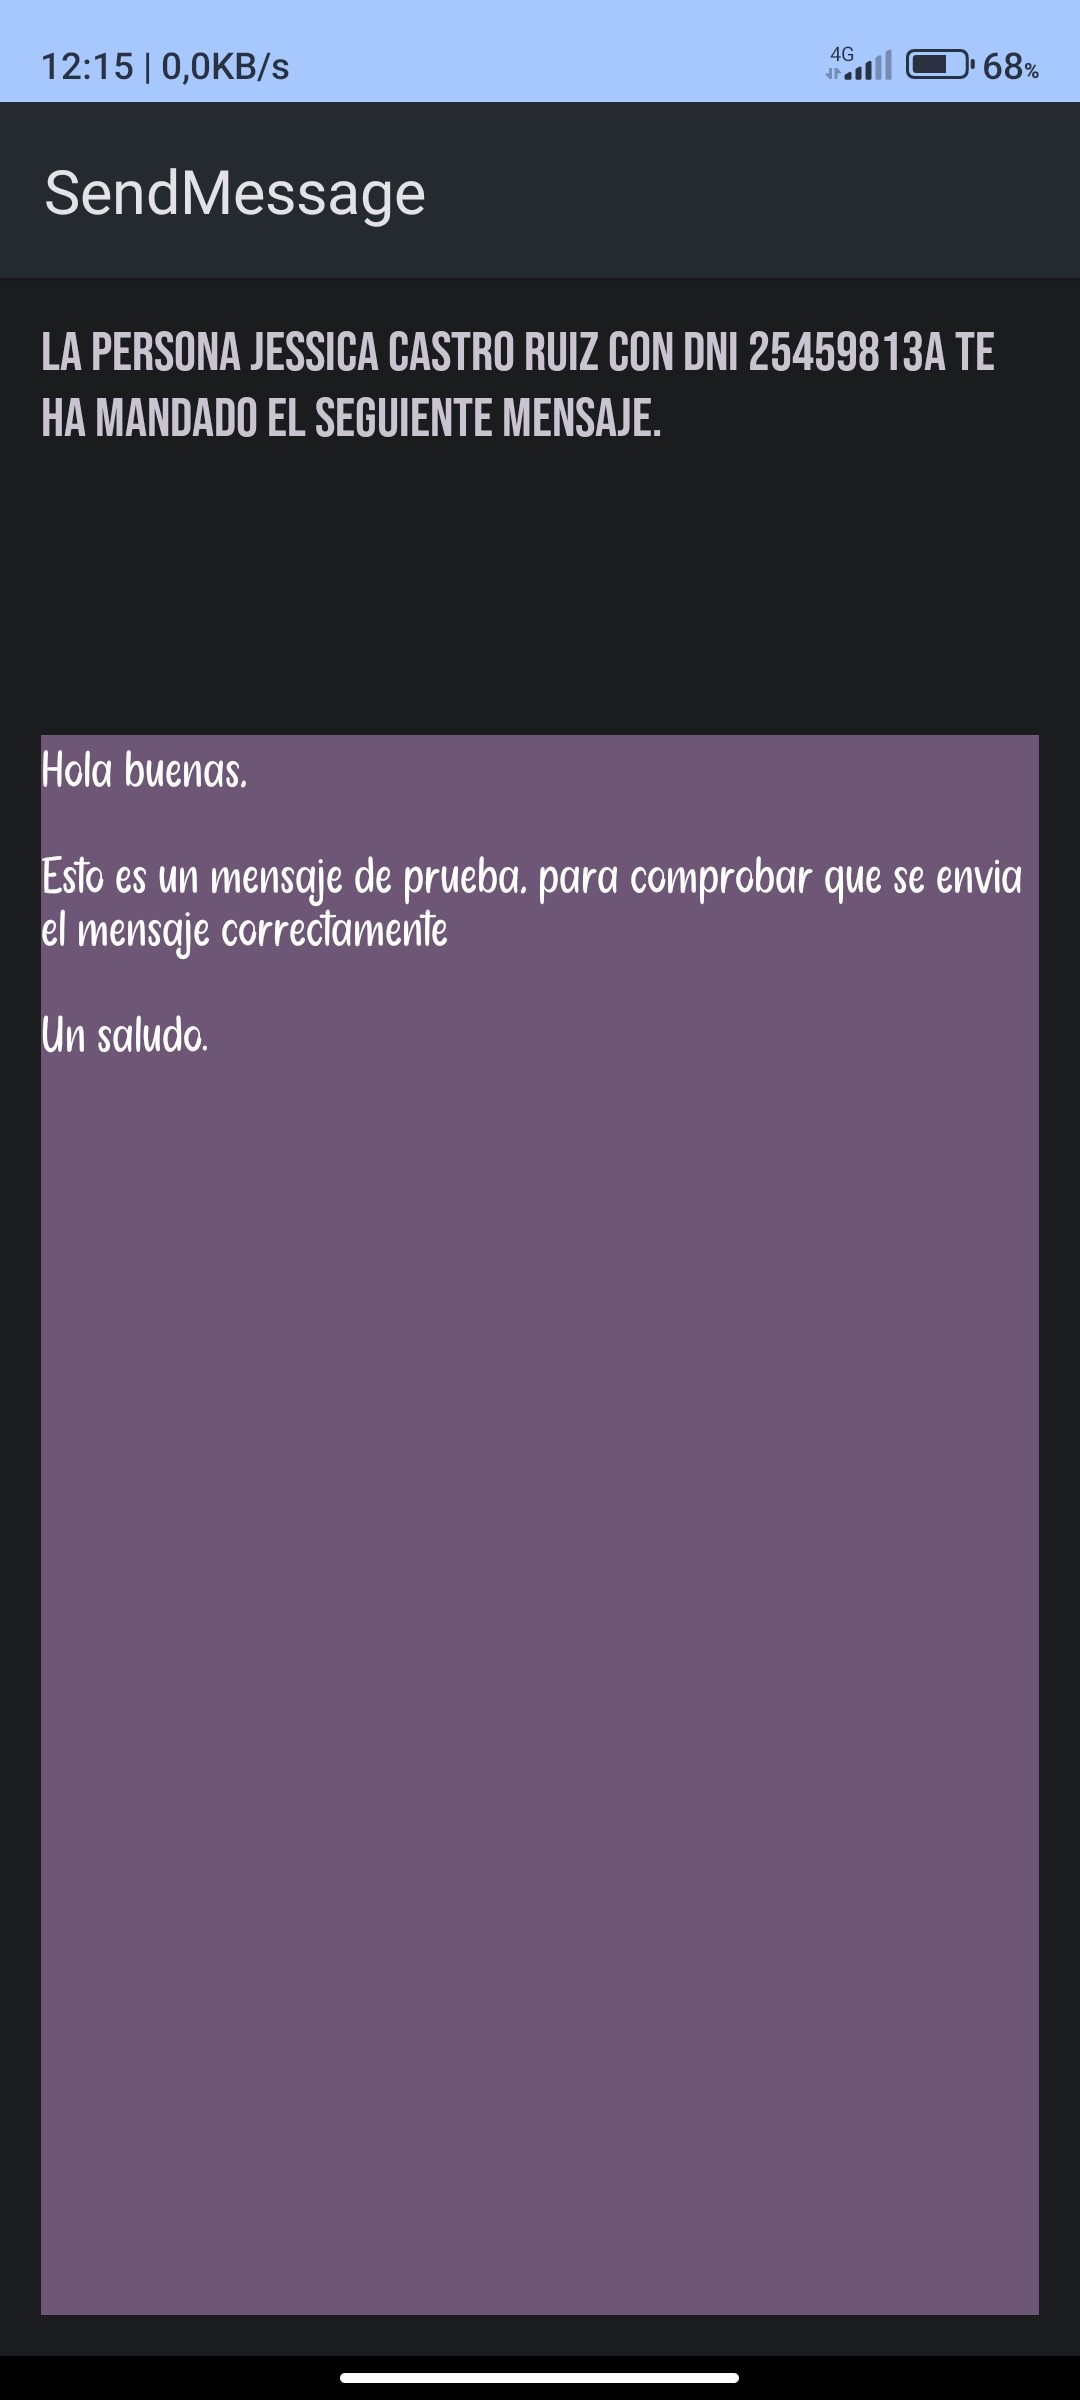 12:15 | 0,0KB/s 4G 68%
SendMessage
LA PERSONA JESSICA CASTRO RUIZ CON DNI 25459813A TE
HA MANDADO EL SEGUIENTE MENSAJE.
Hola buenas,
Esto es un mensaje de prueba, para comprobar que se envia
el mensaje correctamente
Un saludo.